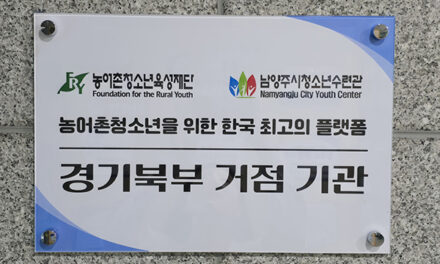 FRY 농어촌청소년육성재단
Foundation for the Rural Youth
남양주시청소년수련관
Namyangju City Youth Center
농어촌청소년을 위한 한국 최고의 플랫폼
경기북부 거점 기관